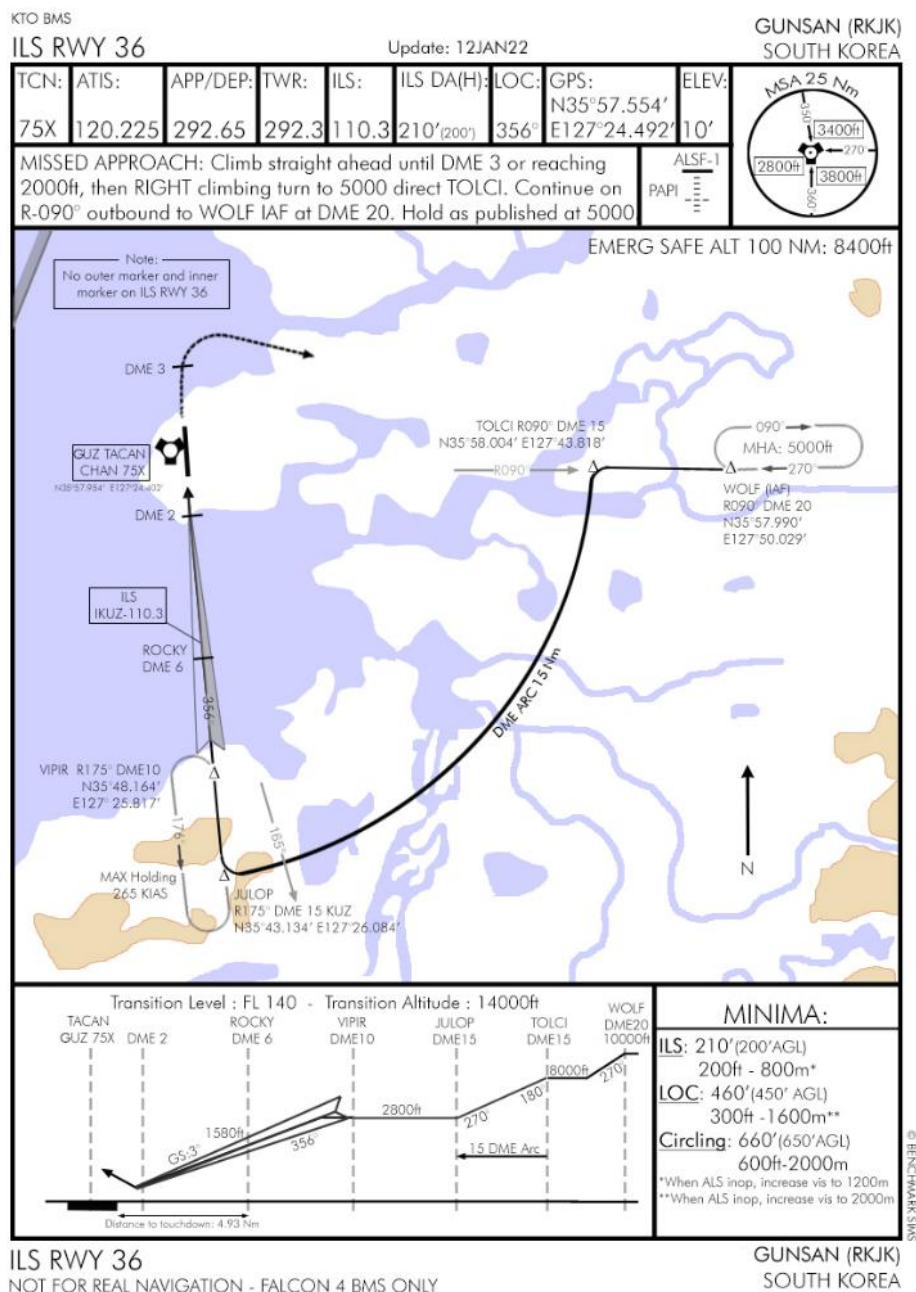 KTO BMS
ILS RWY 36
Update: 12JAN22
GUNSAN (RKJK)
SOUTH KOREA
TCN: ATIS: APP/DEP: TWR: ILS: ILS DA(H): LOC: GPS: ELEV:
N35°57.554'
75X 120.225 292.65 292.3 110.3 210'(200') 356° E127°24.492' 10'
MSA 25 Nm
350°
3400ft
270°
2800ft
3800ft
360°
MISSED APPROACH: Climb straight ahead until DME 3 or reaching
2000ft, then RIGHT climbing turn to 5000 direct TOLCI. Continue on
R-090° outbound to WOLF IAF at DME 20. Hold as published at 5000
ALSF-1
PAPI
EMERG SAFE ALT 100 NM: 8400ft
Note:
No outer marker and inner
marker on ILS RWY 36
DME 3
TOLCI R090° DME 15
N35°58.004' E127°43.818'
090°
MHA: 5000ft
270°
R090°
GUZ TACAN
CHAN 75X
N35°57.954' E127°24.402'
WOLF (IAF)
R090° DME 20
N35°57.990'
E127°50.029'
DME 2
ILS
IKUZ-110.3
ROCKY
DME 6
356°
DME ARC 15 Nm
VIPIR R175° DME10
N35°48.164'
E127° 25.817'
176°
165°
MAX Holding
265 KIAS
JULOP
R175° DME 15 KUZ
N35°43.134' E127°26.084'
N
Transition Level : FL 140 - Transition Altitude : 14000ft
TACAN
GUZ 75X
DME 2
ROCKY
DME 6
VIPIR
DME10
JULOP
DME15
TOLCI
DME15
WOLF
DME20
10000ft
8000ft
270°
180°
2800ft
270°
1580ft
GS:3°
356°
15 DME Arc
Distance to touchdown: 4.93 Nm
MINIMA:
ILS: 210'(200'AGL)
200ft - 800m*
LOC: 460'(450' AGL)
300ft -1600m**
Circling: 660'(650'AGL)
600ft-2000m
*When ALS inop, increase vis to 1200m
**When ALS inop, increase vis to 2000m
© BENCHMARK SIMS
ILS RWY 36
NOT FOR REAL NAVIGATION - FALCON 4 BMS ONLY
GUNSAN (RKJK)
SOUTH KOREA